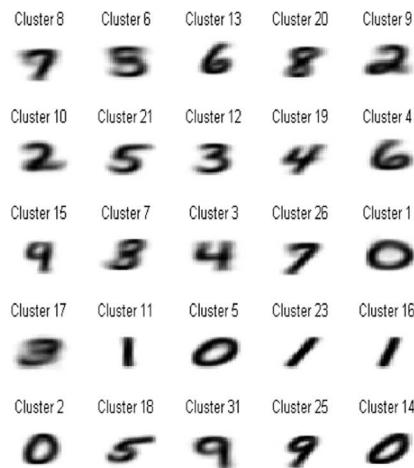 Cluster 8 Cluster 6 Cluster 13 Cluster 20 Cluster 9
7 5 6 8 2
Cluster 10 Cluster 21 Cluster 12 Cluster 19 Cluster 4
2 5 3 4 6
Cluster 15 Cluster 7 Cluster 3 Cluster 26 Cluster 1
9 3 4 7 0
Cluster 17 Cluster 11 Cluster 5 Cluster 23 Cluster 16
3 1 0 1 1
Cluster 2 Cluster 18 Cluster 31 Cluster 25 Cluster 14
0 5 9 9 0